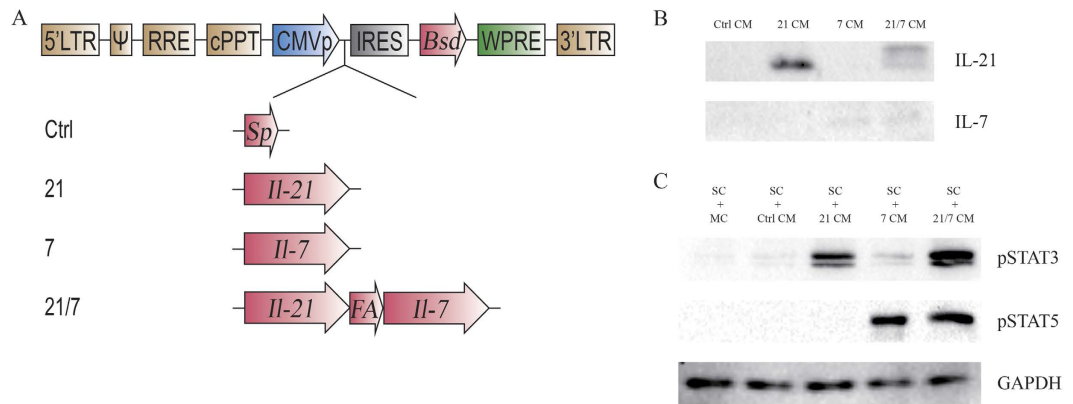 A
5'LTR Ψ RRE cPPT CMVp IRES Bsd WPRE 3'LTR
Ctrl Sp
21 Il-21
7 Il-7
21/7 Il-21 FA Il-7
B
Ctrl CM 21 CM 7 CM 21/7 CM
IL-21
IL-7
C
SC SC SC SC SC
+ + + + +
MC Ctrl CM 21 CM 7 CM 21/7 CM
pSTAT3
pSTAT5
GAPDH